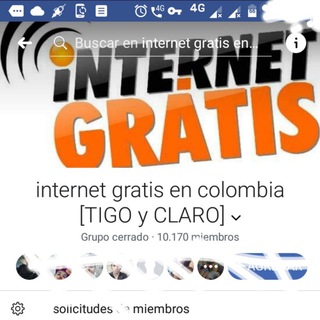 4G
4G
Buscar en internet gratis en...
iNTERNET
GRATIS
internet gratis en colombia
[TIGO y CLARO]
Grupo cerrado · 10.170 miembros
solicitudes de miembros